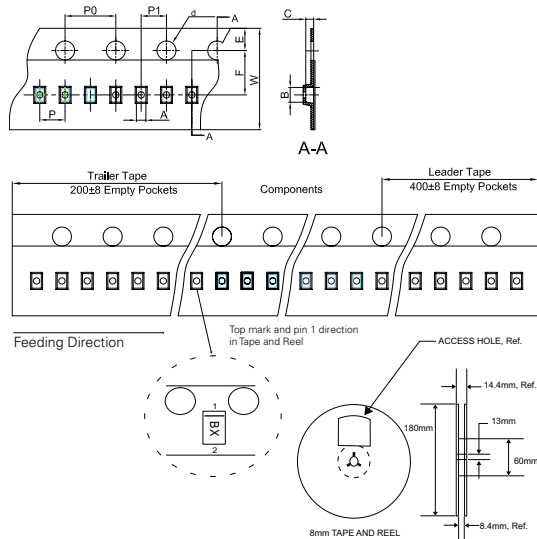 P0
P1
d
A
C
E
F
W
B
P
A
A
A-A
Trailer Tape
200±8 Empty Pockets
Components
Leader Tape
400±8 Empty Pockets
Feeding Direction
Top mark and pin 1 direction
in Tape and Reel
1
BX
2
ACCESS HOLE, Ref.
14.4mm, Ref.
13mm
180mm
60mm
8.4mm, Ref.
8mm TAPE AND REEL